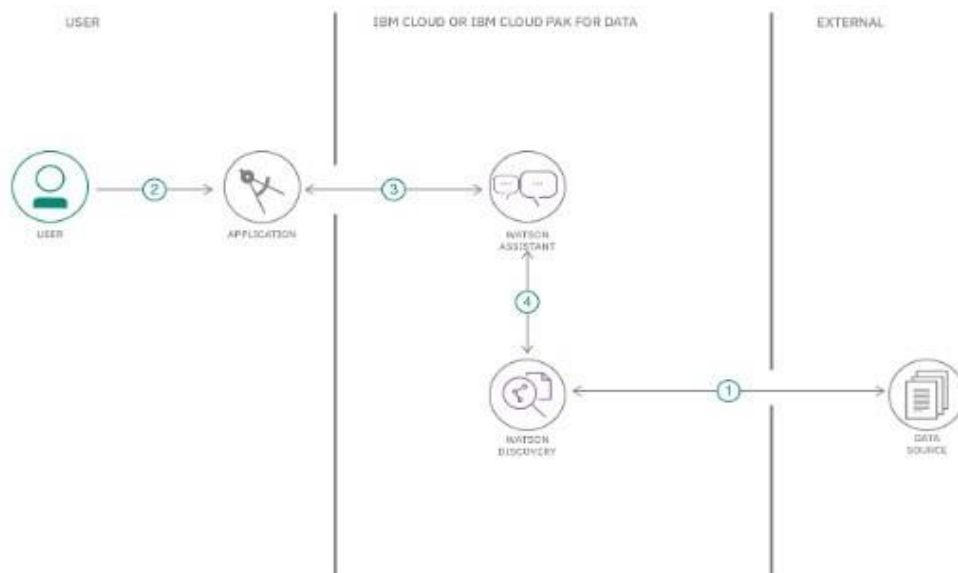 USER
IBM CLOUD OR IBM CLOUD PAK FOR DATA
EXTERNAL
2
3
USER
APPLICATION
WATSON
ASSISTANT
4
1
WATSON
DISCOVERY
DATA
SOURCE